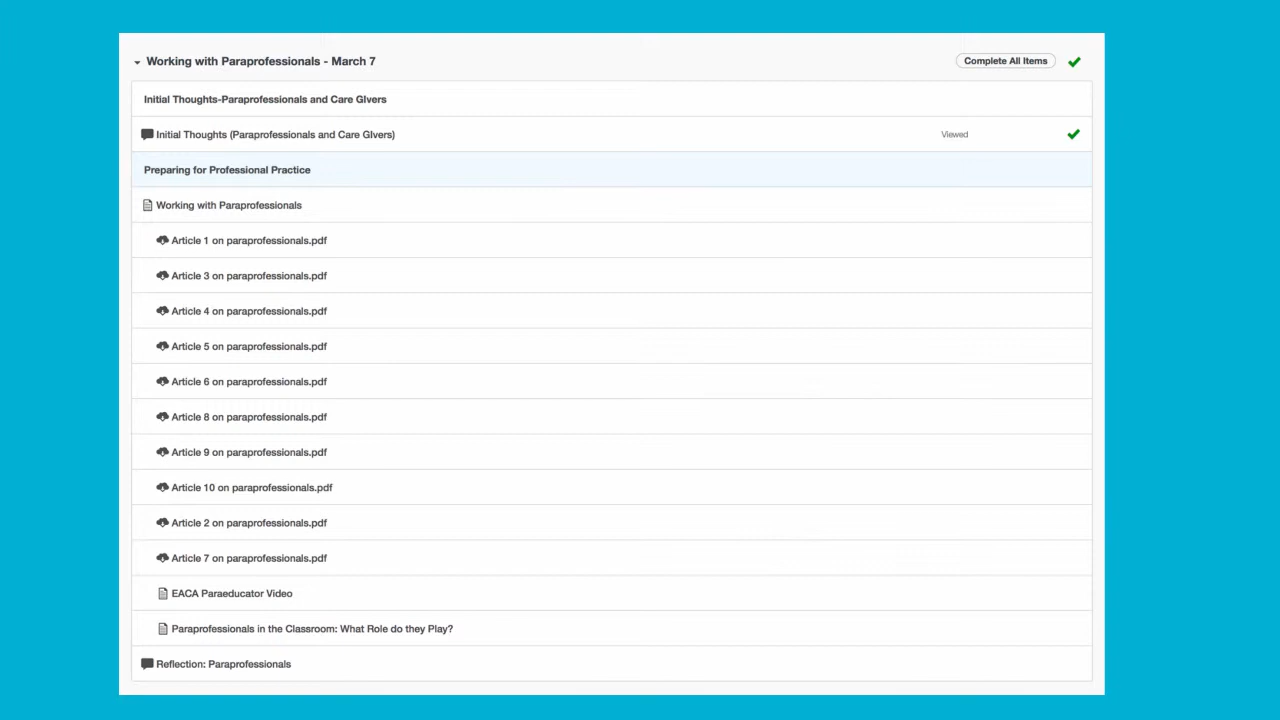 Working with Paraprofessionals - March 7
Complete All Items
Initial Thoughts-Paraprofessionals and Care GIvers
Initial Thoughts (Paraprofessionals and Care GIvers)
Viewed
Preparing for Professional Practice
Working with Paraprofessionals
Article 1 on paraprofessionals.pdf
Article 3 on paraprofessionals.pdf
Article 4 on paraprofessionals.pdf
Article 5 on paraprofessionals.pdf
Article 6 on paraprofessionals.pdf
Article 8 on paraprofessionals.pdf
Article 9 on paraprofessionals.pdf
Article 10 on paraprofessionals.pdf
Article 2 on paraprofessionals.pdf
Article 7 on paraprofessionals.pdf
EACA Paraeducator Video
Paraprofessionals in the Classroom: What Role do they Play?
Reflection: Paraprofessionals